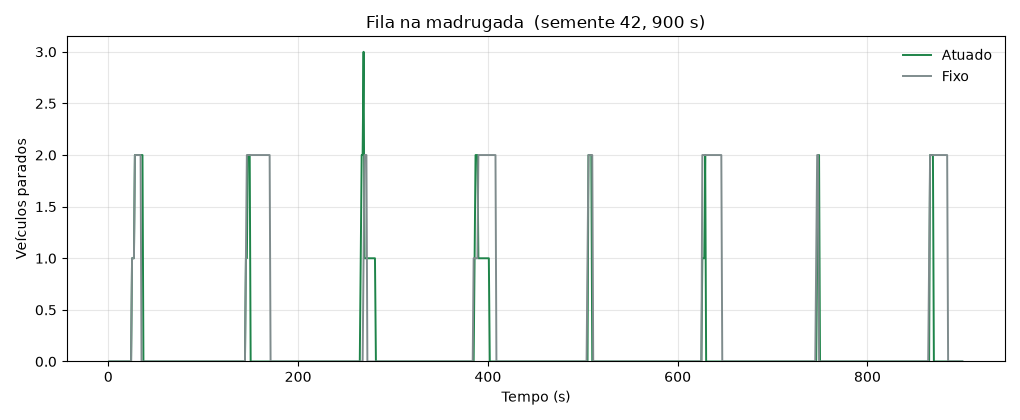 Fila na madrugada  (semente 42, 900 s)
Atuado
Fixo
Veículos parados
3.0
2.5
2.0
1.5
1.0
0.5
0.0
0
200
400
600
800
Tempo (s)